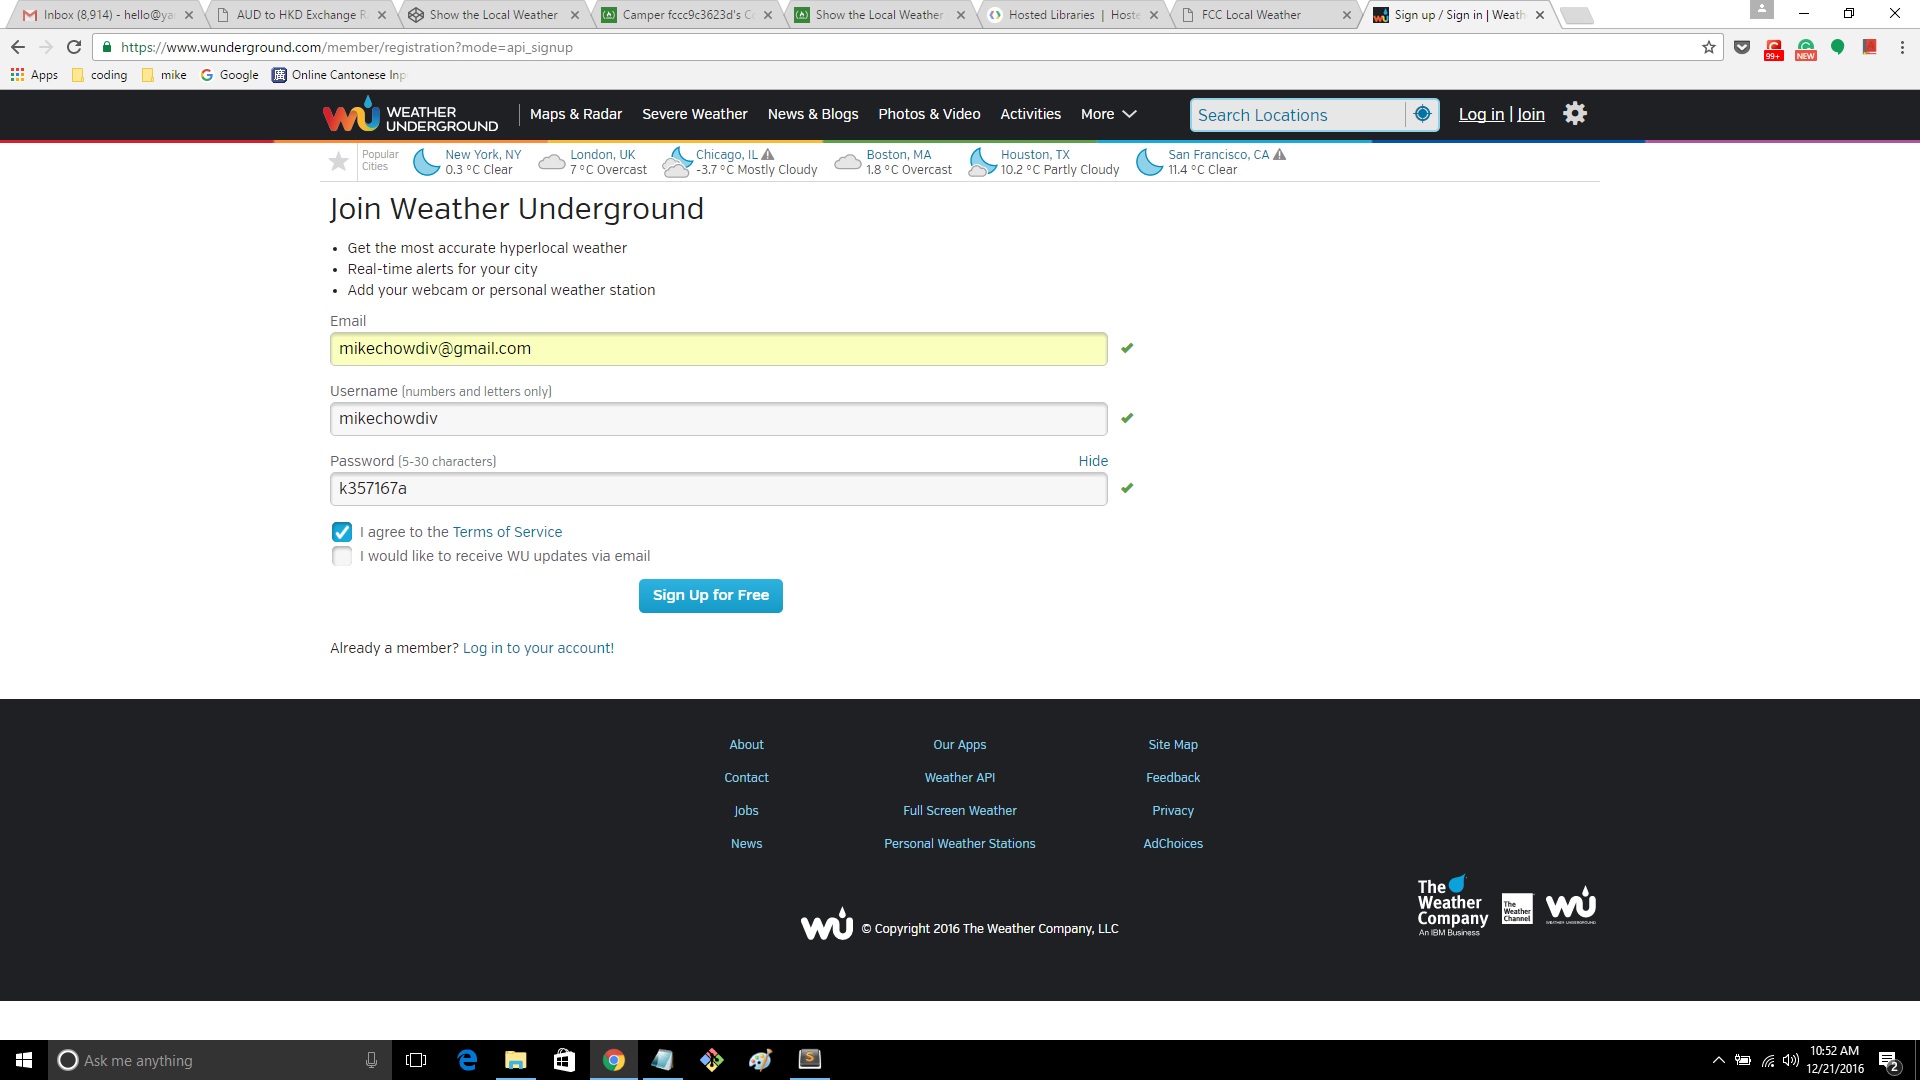 Inbox (8,914) - hello@ya
AUD to HKD Exchange R
Show the Local Weather
Camper fccc9c3623d's C
Show the Local Weather
Hosted Libraries | Hoste
FCC Local Weather
Sign up / Sign in | Weath
https://www.wunderground.com/member/registration?mode=api_signup
99+
NEW
Apps
coding
mike
Google
Online Cantonese Inp
WEATHER
UNDERGROUND
Maps & Radar
Severe Weather
News & Blogs
Photos & Video
Activities
More
Search Locations
Log in | Join
Popular
Cities
New York, NY
0.3 °C Clear
London, UK
7 °C Overcast
Chicago, IL
-3.7 °C Mostly Cloudy
Boston, MA
1.8 °C Overcast
Houston, TX
10.2 °C Partly Cloudy
San Francisco, CA
11.4 °C Clear
Join Weather Underground
• Get the most accurate hyperlocal weather
• Real-time alerts for your city
• Add your webcam or personal weather station
Email
mikechowdiv@gmail.com
Username (numbers and letters only)
mikechowdiv
Password (5-30 characters)
Hide
k357167a
I agree to the Terms of Service
I would like to receive WU updates via email
Sign Up for Free
Already a member? Log in to your account!
About
Our Apps
Site Map
Contact
Weather API
Feedback
Jobs
Full Screen Weather
Privacy
News
Personal Weather Stations
AdChoices
The
Weather
Company
An IBM Business
The
Weather
Channel
WU
WU © Copyright 2016 The Weather Company, LLC
Ask me anything
10:52 AM
12/21/2016
2